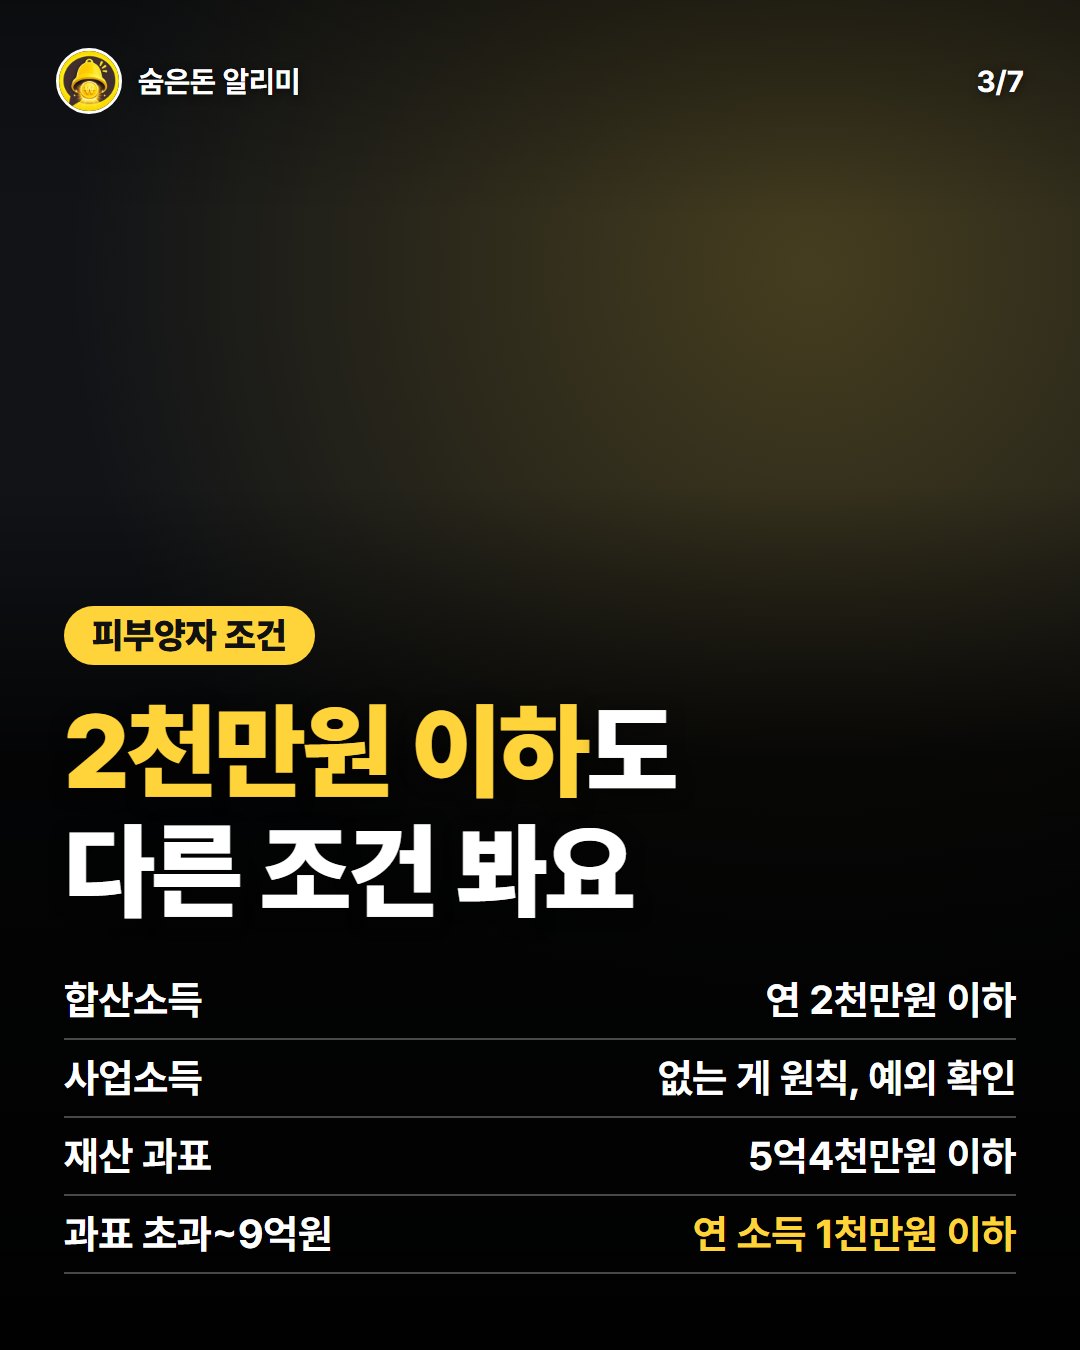 숨은돈 알리미
3/7
피부양자 조건
2천만원 이하도
다른 조건 봐요
합산소득 연 2천만원 이하
사업소득 없는 게 원칙, 예외 확인
재산 과표 5억4천만원 이하
과표 초과~9억원 연 소득 1천만원 이하